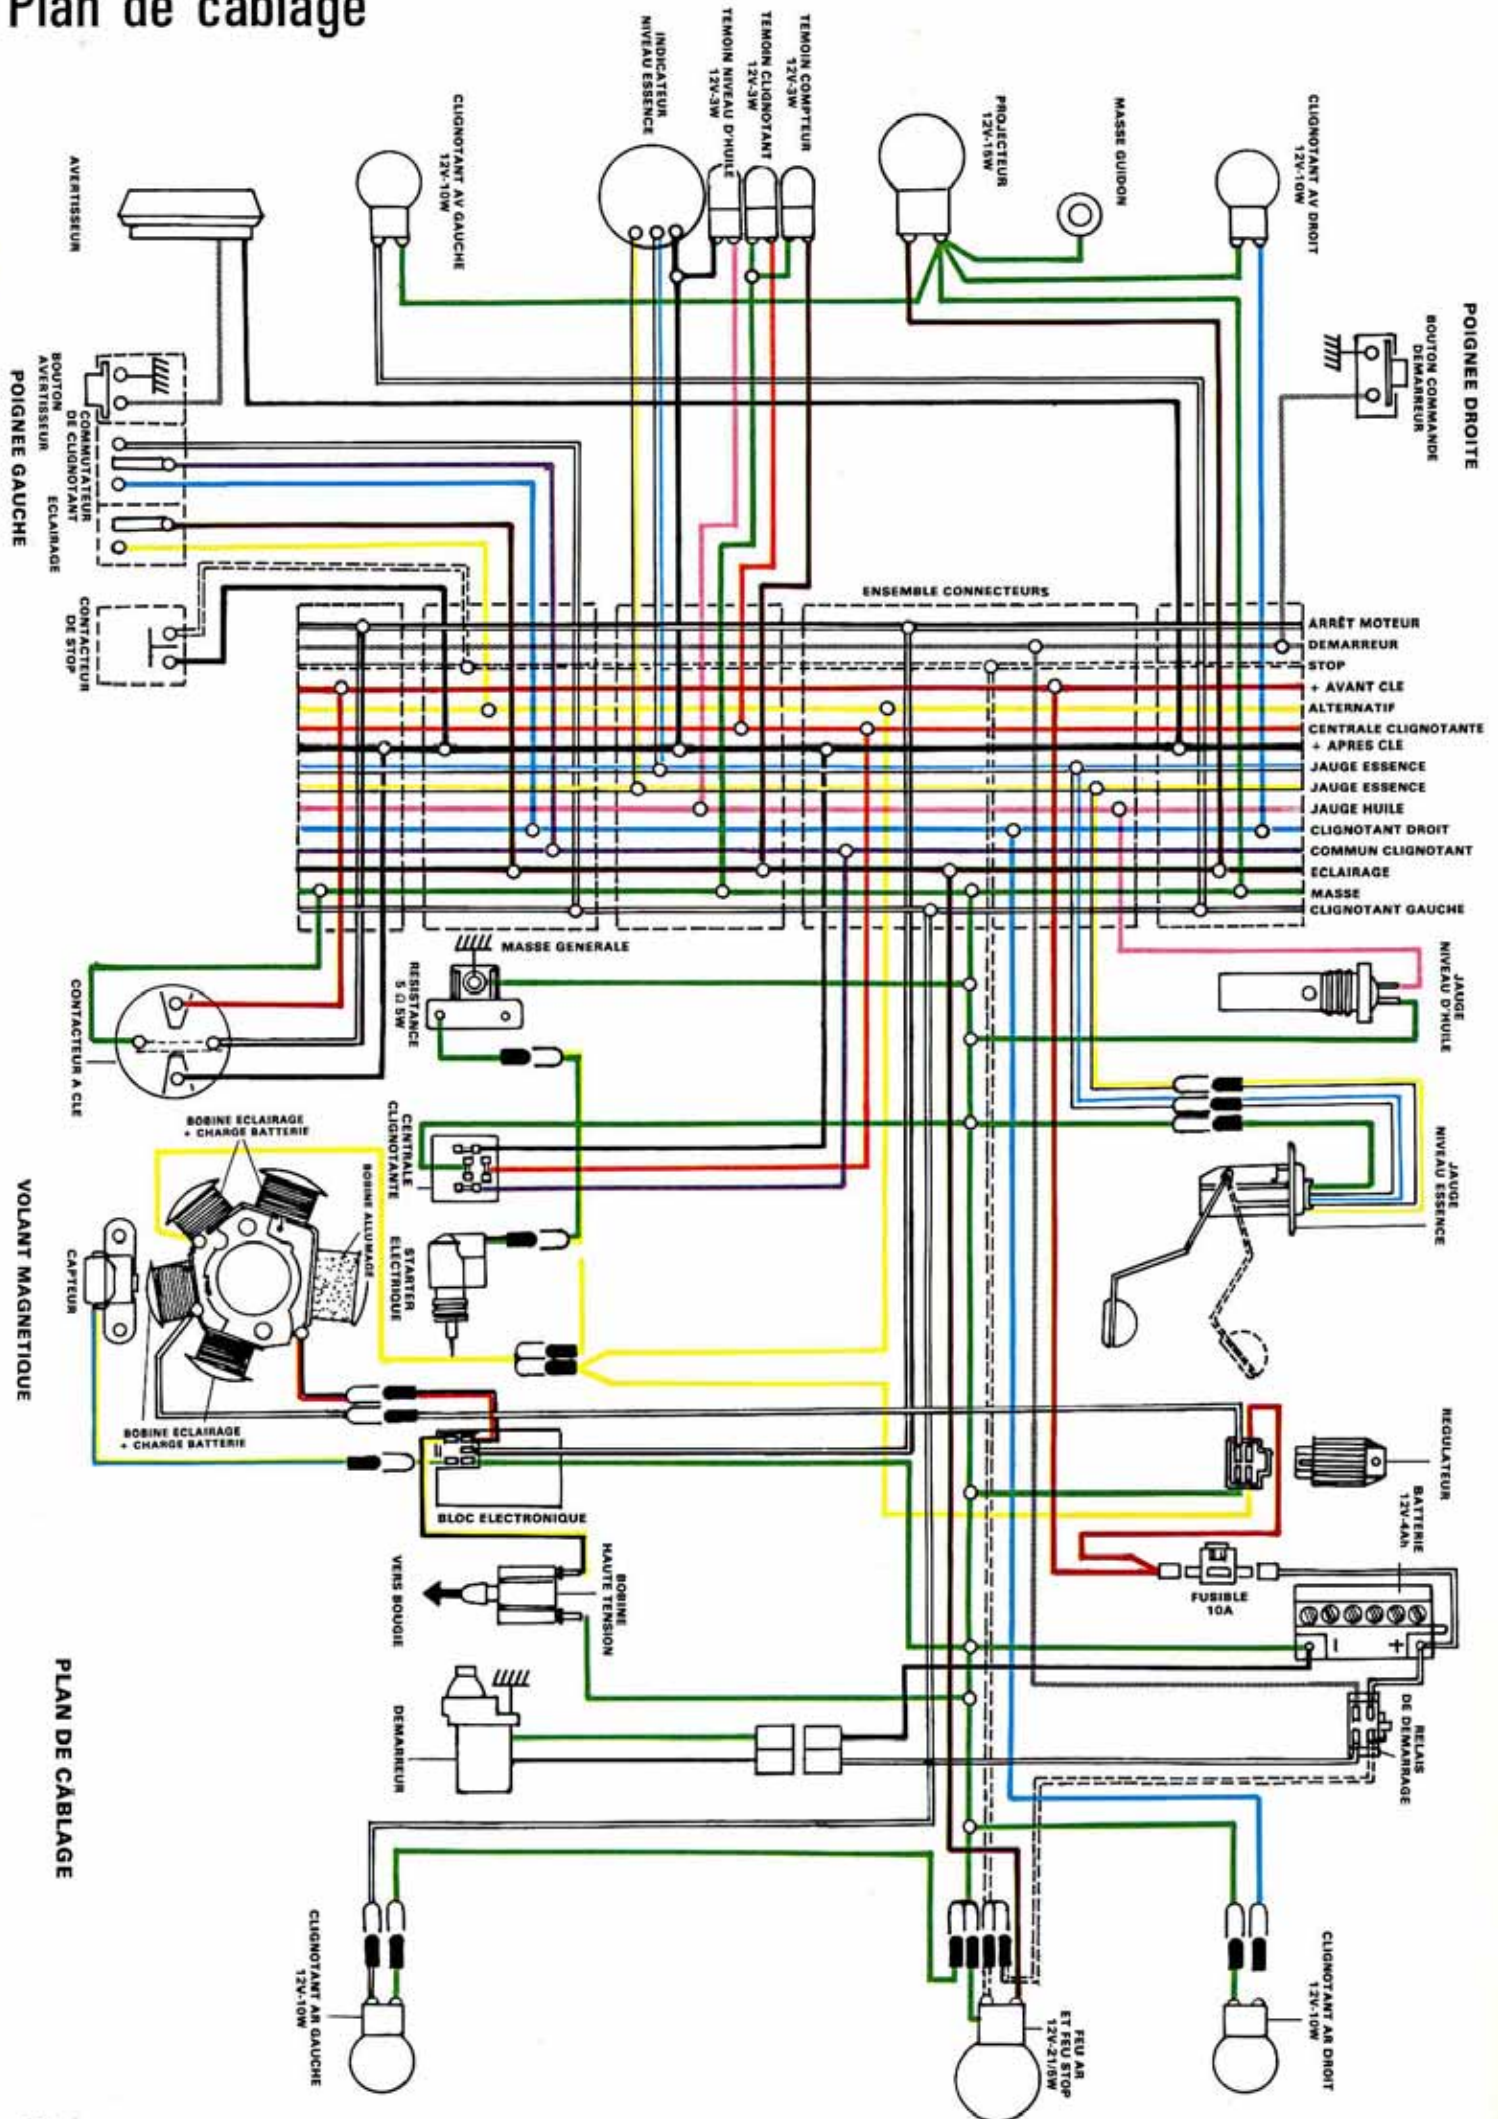 Plan de câblage
TEMOIN COMPTEUR
12V-3W
TEMOIN CLIGNOTANT
12V-3W
TEMOIN NIVEAU D'HUILE
12V-3W
INDICATEUR
NIVEAU ESSENCE
CLIGNOTANT AV GAUCHE
12V-10W
AVERTISSEUR
PROJECTEUR
12V-15W
MASSE GUIDON
CLIGNOTANT AV DROIT
12V-10W
POIGNEE DROITE
BOUTON COMMANDE
DEMARREUR
BOUTON
AVERTISSEUR
COMMUTATEUR
DE CLIGNOTANT
ECLAIRAGE
POIGNEE GAUCHE
CONTACTEUR
DE STOP
ENSEMBLE CONNECTEURS
ARRÊT MOTEUR
DEMARREUR
STOP
+ AVANT CLE
ALTERNATIF
CENTRALE CLIGNOTANTE
+ APRES CLE
JAUGE ESSENCE
JAUGE ESSENCE
JAUGE HUILE
CLIGNOTANT DROIT
COMMUN CLIGNOTANT
ECLAIRAGE
MASSE
CLIGNOTANT GAUCHE
MASSE GENERALE
RESISTANCE
5 Ω 5W
CONTACTEUR A CLE
JAUGE
NIVEAU D'HUILE
CENTRALE
CLIGNOTANTE
JAUGE
NIVEAU ESSENCE
BOBINE ECLAIRAGE
+ CHARGE BATTERIE
BOBINE ALLUMAGE
STARTER
ELECTRIQUE
CAPTEUR
VOLANT MAGNETIQUE
BOBINE ECLAIRAGE
+ CHARGE BATTERIE
BLOC ELECTRONIQUE
REGULATEUR
BATTERIE
12V-4Ah
FUSIBLE
10A
BOBINE
HAUTE TENSION
VERS BOUGIE
DEMARREUR
- +
RELAIS
DE DEMARRAGE
PLAN DE CÂBLAGE
CLIGNOTANT AR GAUCHE
12V-10W
FEU AR
ET FEU STOP
12V-21/5W
CLIGNOTANT AR DROIT
12V-10W